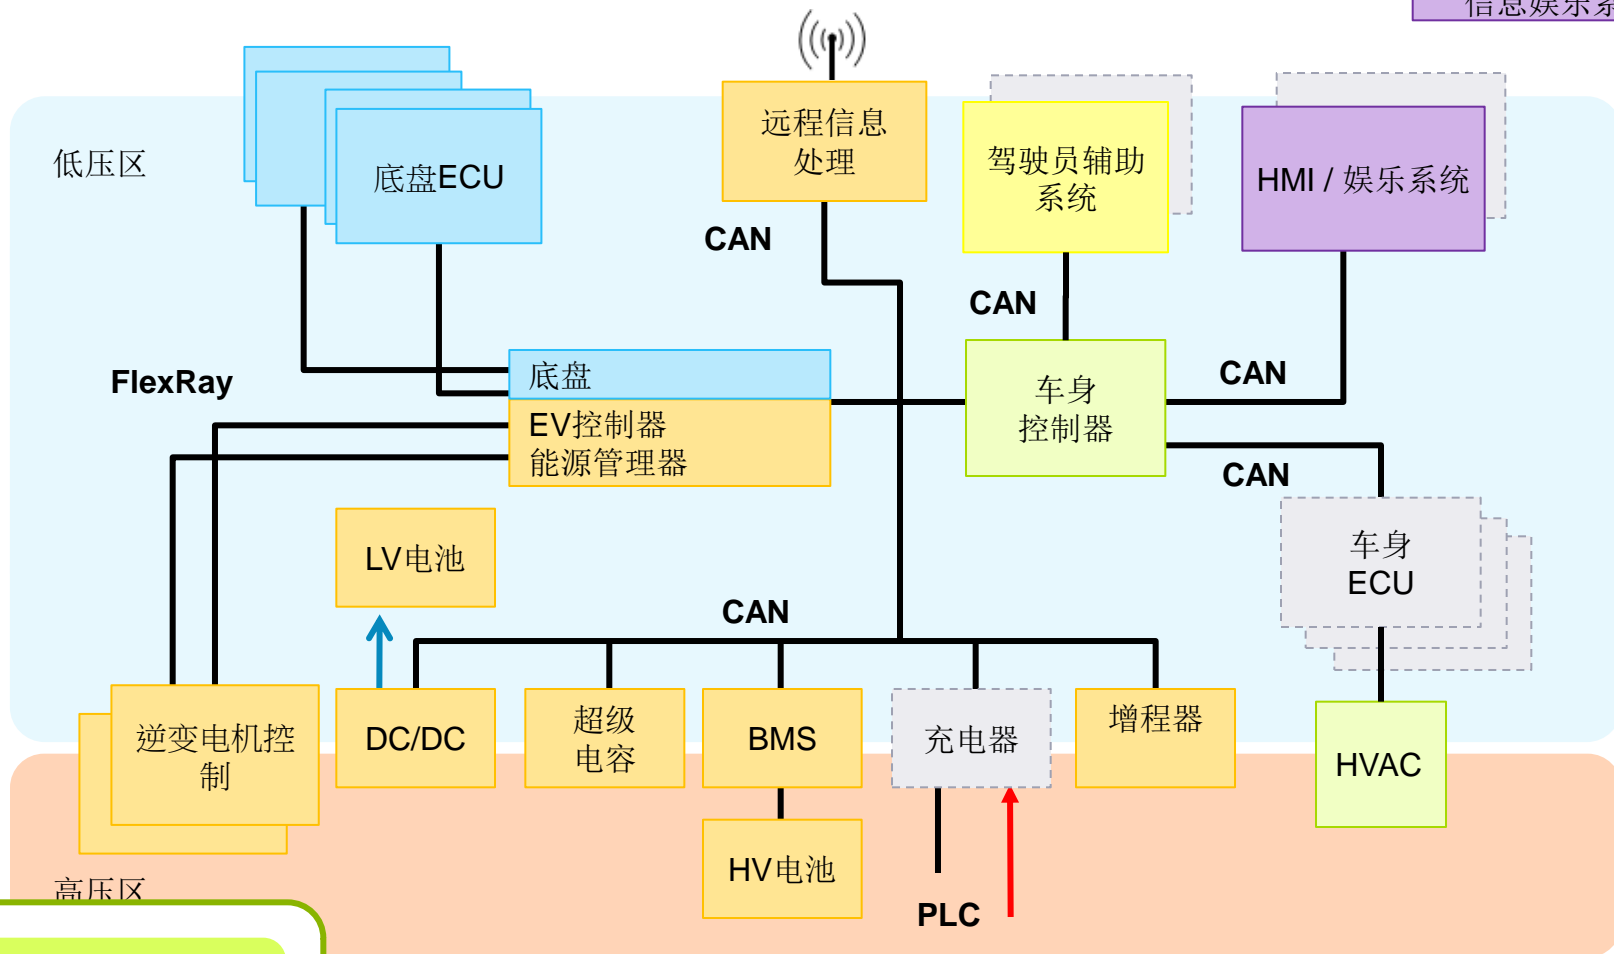 信息娱乐系
低压区
底盘ECU
远程信息
处理
驾驶员辅助
系统
HMI / 娱乐系统
CAN
CAN
FlexRay
底盘
EV控制器
能源管理器
车身
控制器
CAN
CAN
LV电池
车身
ECU
CAN
逆变电机控
制
DC/DC
超级
电容
BMS
充电器
增程器
HVAC
HV电池
高压区
PLC